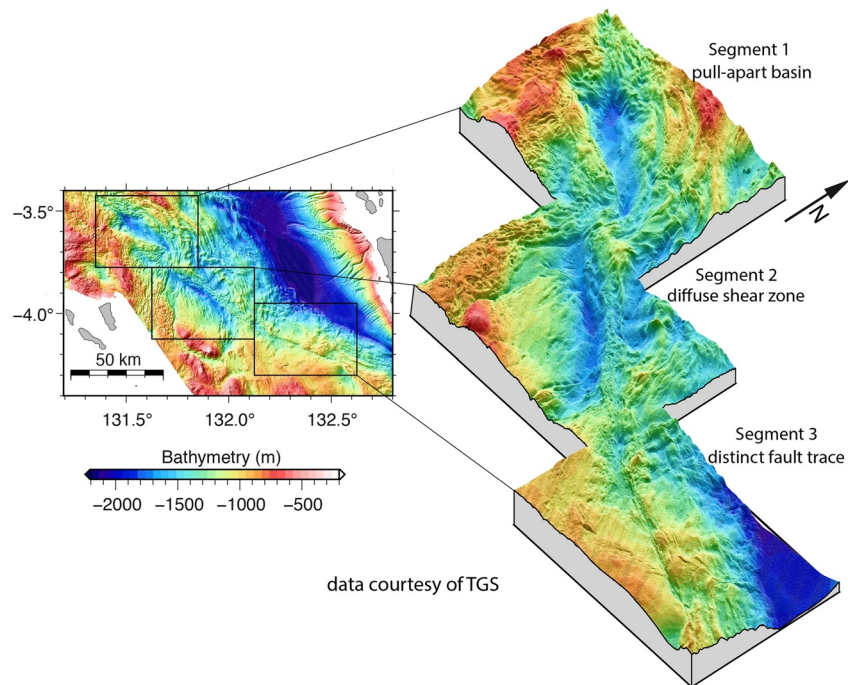 Segment 1
pull-apart basin
N
−3.5°
−4.0°
50 km
131.5°
132.0°
132.5°
Segment 2
diffuse shear zone
Bathymetry (m)
−2000
−1500
−1000
−500
Segment 3
distinct fault trace
data courtesy of TGS